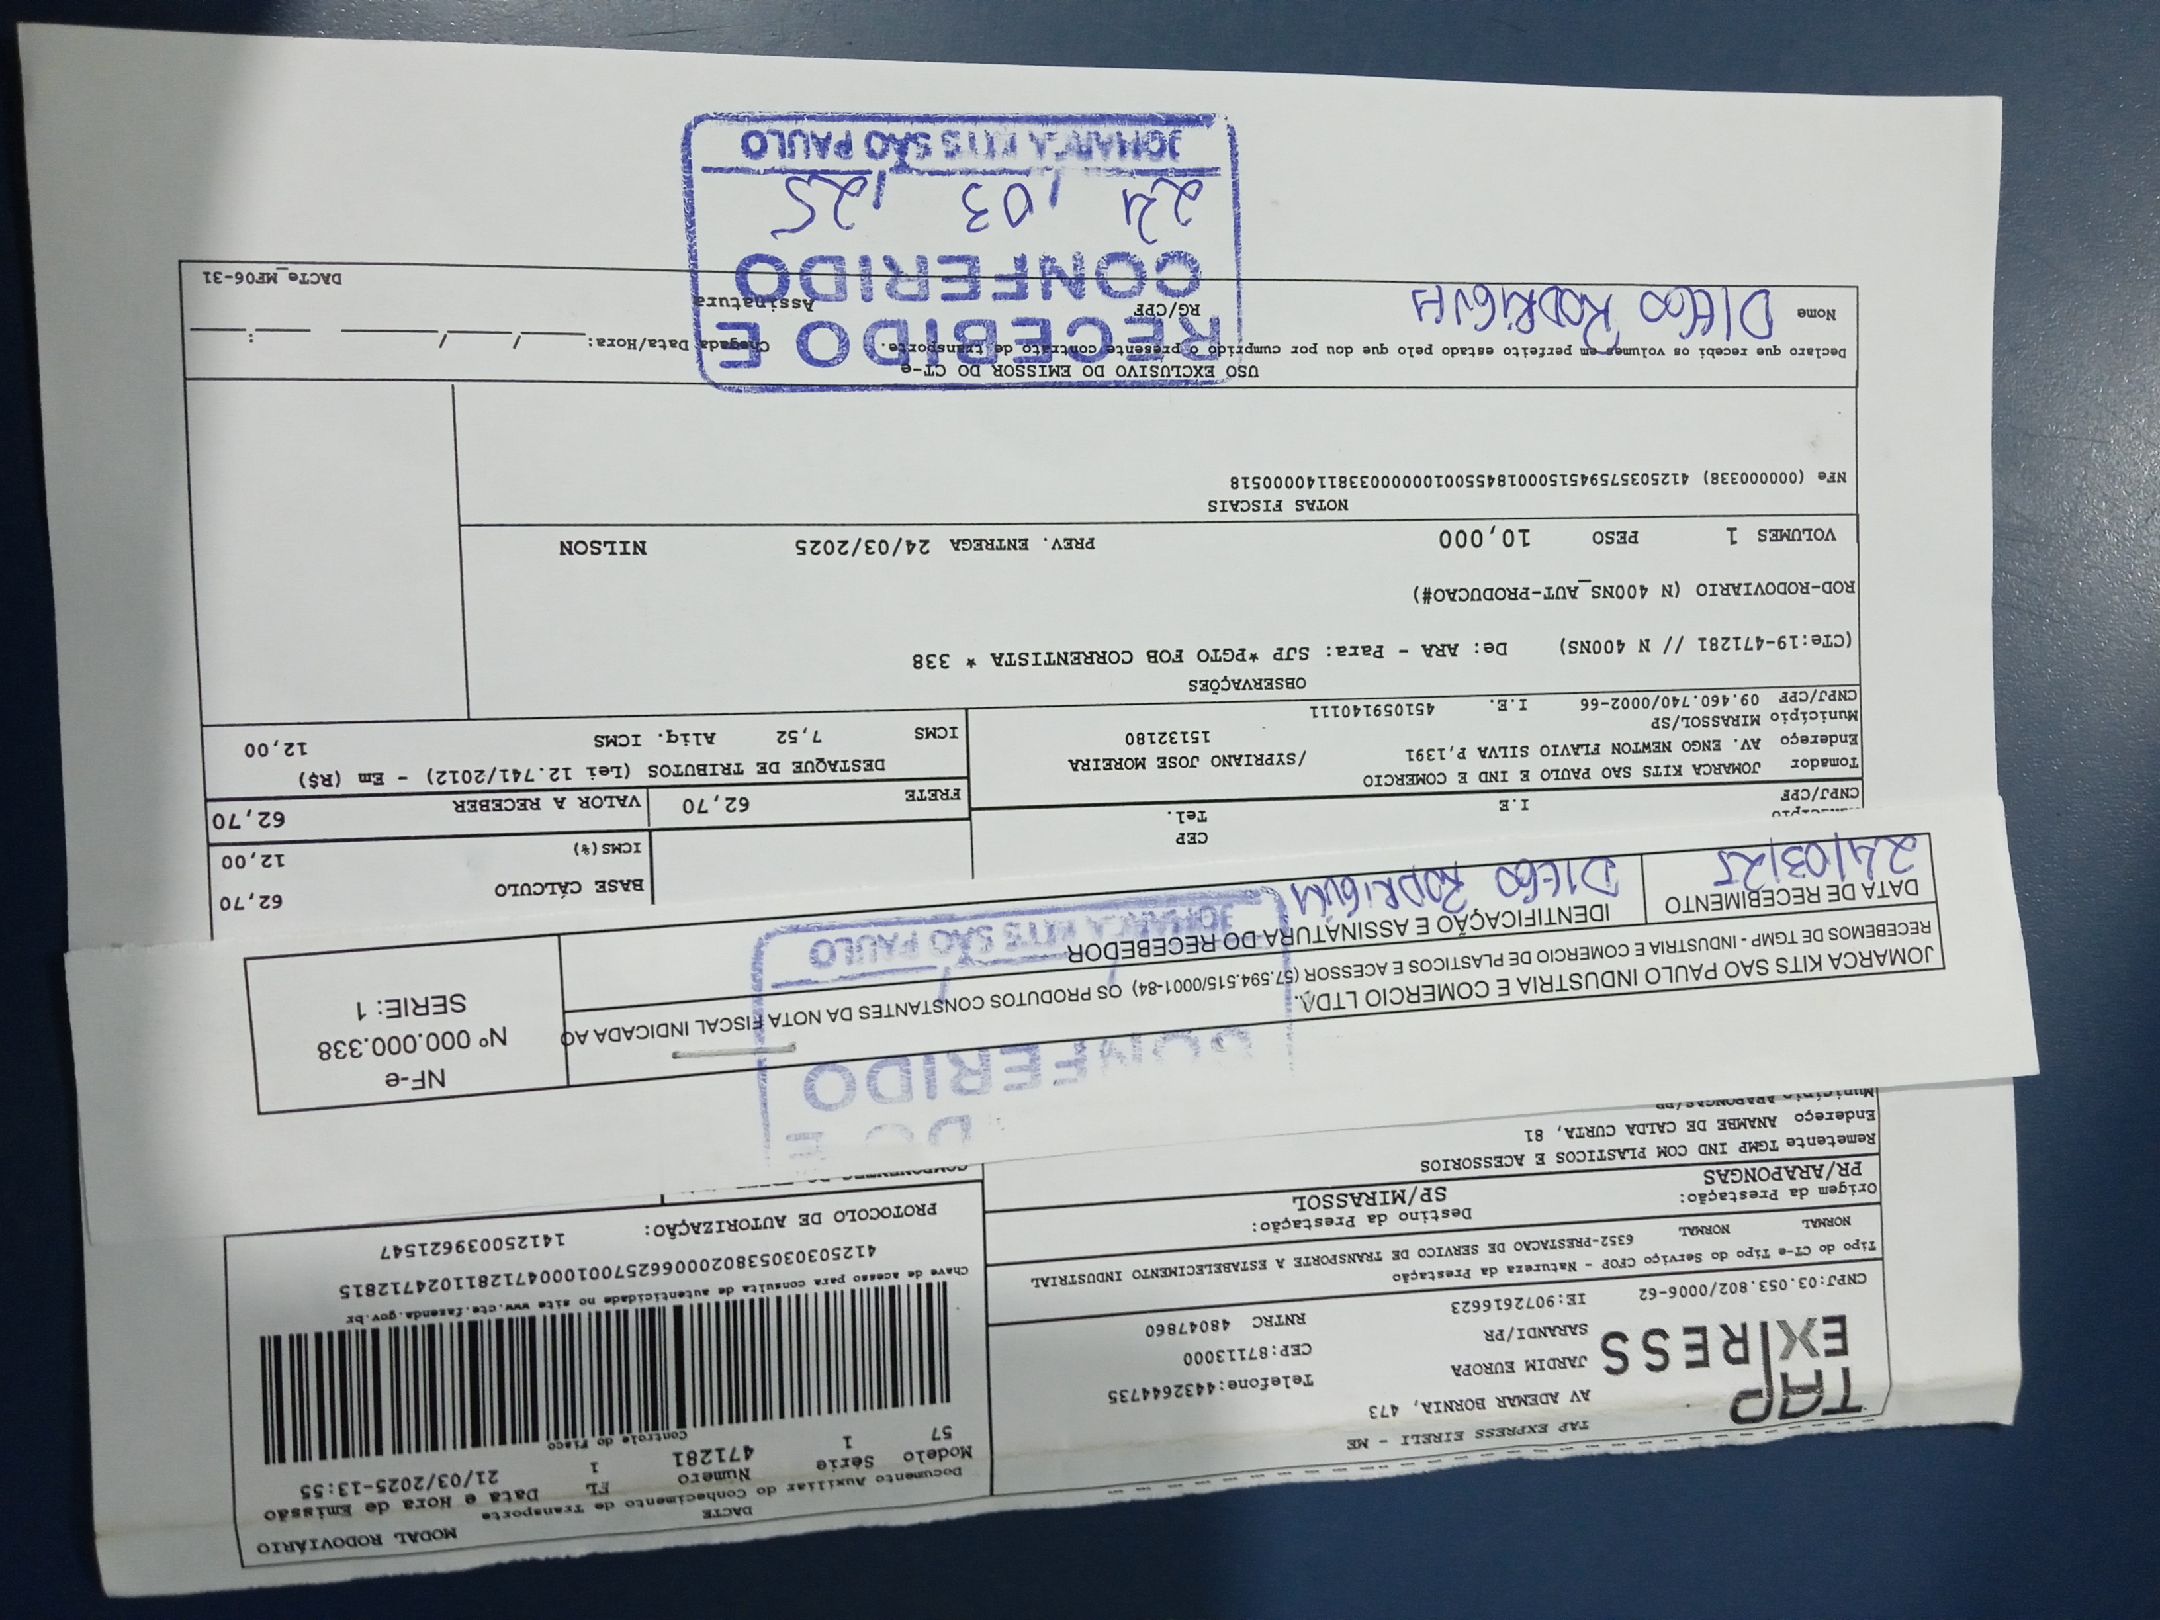 DACTE
Documento Auxiliar do Conhecimento de Transporte
MODAL RODOVIÁRIO
Modelo Série Numero FL Data e Hora de Emissão
57 1 471281 1 21/03/2025-13:55
Controle do Fisco
TAP
EXPRESS
TAP EXPRESS EIRELI - ME
AV ADEMAR BORNIA, 473
JARDIM EUROPA
SARANDI/PR
Telefone:4432644735
CEP:87113000
RNTRC 48047860
CNPJ:03.053.802/0006-62 IE:9072616623
Chave de acesso para consulta de autenticidade no site www.cte.fazenda.gov.br
41250303053802000662570010004712811024712815
PROTOCOLO DE AUTORIZAÇÃO: 141250039621547
Tipo do CT-e Tipo do Serviço CFOP - Natureza da Prestação
NORMAL NORMAL 6352-PRESTACAO DE SERVICO DE TRANSPORTE A ESTABELECIMENTO INDUSTRIAL
Origem da Prestação: Destino da Prestação:
PR/ARAPONGAS SP/MIRASSOL
Remetente TGMP IND COM PLASTICOS E ACESSORIOS
Endereço ANAMBE DE CALDA CURTA, 81
Município ARAPONGAS/PR
DO E
CONFERIDO
JOMARCA KITS SÃO PAULO
JOMARCA KITS SAO PAULO INDUSTRIA E COMERCIO LTDA.
RECEBEMOS DE TGMP - INDUSTRIA E COMERCIO DE PLASTICOS E ACESSOR (57.594.515/0001-84) OS PRODUTOS CONSTANTES DA NOTA FISCAL INDICADA AO
DATA DE RECEBIMENTO
24/03/25
IDENTIFICAÇÃO E ASSINATURA DO RECEBEDOR
DIEGO RODRIGUES
NF-e
Nº 000.000.338
SERIE: 1
CEP
Tel.
CNPJ/CPF I.E
BASE CÁLCULO 62,70
ICMS(%) 12,00
FRETE 62,70 VALOR A RECEBER 62,70
Tomador JOMARCA KITS SAO PAULO E IND E COMERCIO
Endereço AV. ENGO NEWTON FLAVIO SILVA P,1391 /SYPRIANO JOSE MOREIRA
Município MIRASSOL/SP 15132180
CNPJ/CPF 09.460.740/0002-66 I.E. 451059140111
DESTAQUE DE TRIBUTOS (Lei 12.741/2012) - Em (R$)
ICMS 7,52 Aliq. ICMS 12,00
OBSERVAÇÕES
(CTe:19-471281 // N 400NS) De: ARA - Para: SJP *PGTO FOB CORRENTISTA * 338
ROD-RODOVIARIO (N 400NS_AUT-PRODUCAO#)
VOLUMES 1 PESO 10,000 PREV. ENTREGA 24/03/2025 NILSON
NOTAS FISCAIS
NFe (00000338) 41250357594515000184550010000003381140000518
USO EXCLUSIVO DO EMISSOR DO CT-e
Declaro que recebi os volumes em perfeito estado pelo que dou por cumprido o presente contrato de transporte.
Chegada Data/Hora: / / :
Nome DIEGO RODRIGUES
RG/CPF
Assinatura
DACTe_MF06-31
RECEBIDO E
CONFERIDO
24 / 03 / 25
JOMARCA KITS SÃO PAULO